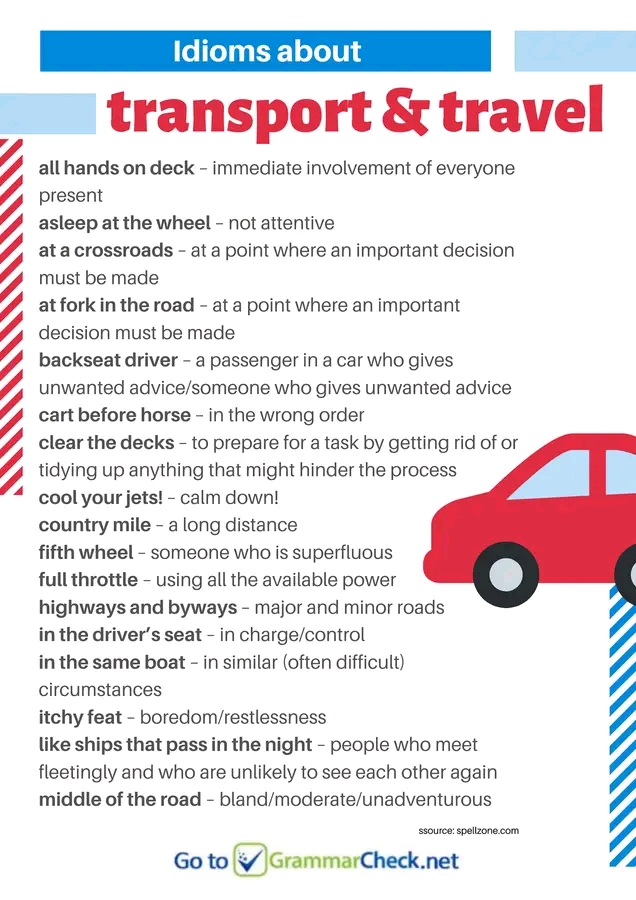 Idioms about
transport & travel
all hands on deck – immediate involvement of everyone
present
asleep at the wheel – not attentive
at a crossroads – at a point where an important decision
must be made
at fork in the road – at a point where an important
decision must be made
backseat driver – a passenger in a car who gives
unwanted advice/someone who gives unwanted advice
cart before horse – in the wrong order
clear the decks – to prepare for a task by getting rid of or
tidying up anything that might hinder the process
cool your jets! – calm down!
country mile – a long distance
fifth wheel – someone who is superfluous
full throttle – using all the available power
highways and byways – major and minor roads
in the driver's seat – in charge/control
in the same boat – in similar (often difficult)
circumstances
itchy feat – boredom/restlessness
like ships that pass in the night – people who meet
fleetingly and who are unlikely to see each other again
middle of the road – bland/moderate/unadventurous
ssource: spellzone.com
Go to GrammarCheck.net